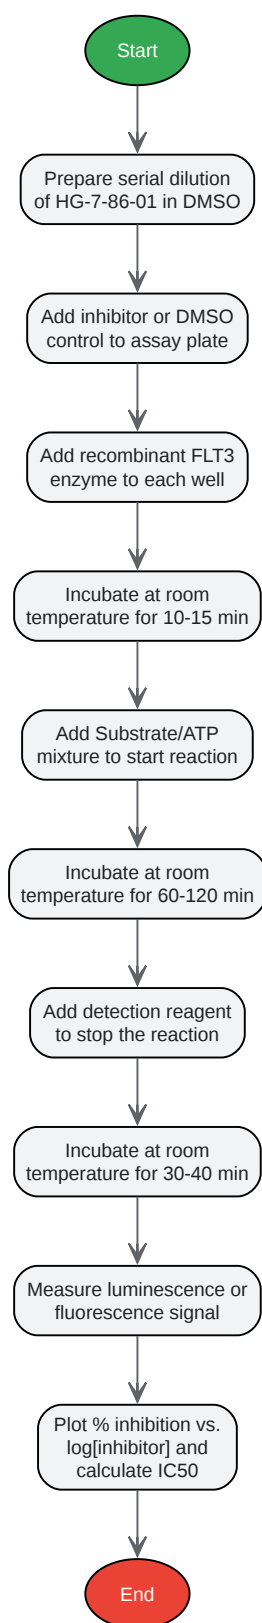 Start
Prepare serial dilution
of HG-7-86-01 in DMSO
Add inhibitor or DMSO
control to assay plate
Add recombinant FLT3
enzyme to each well
Incubate at room
temperature for 10-15 min
Add Substrate/ATP
mixture to start reaction
Incubate at room
temperature for 60-120 min
Add detection reagent
to stop the reaction
Incubate at room
temperature for 30-40 min
Measure luminescence or
fluorescence signal
Plot % inhibition vs.
log[inhibitor] and
calculate IC50
End